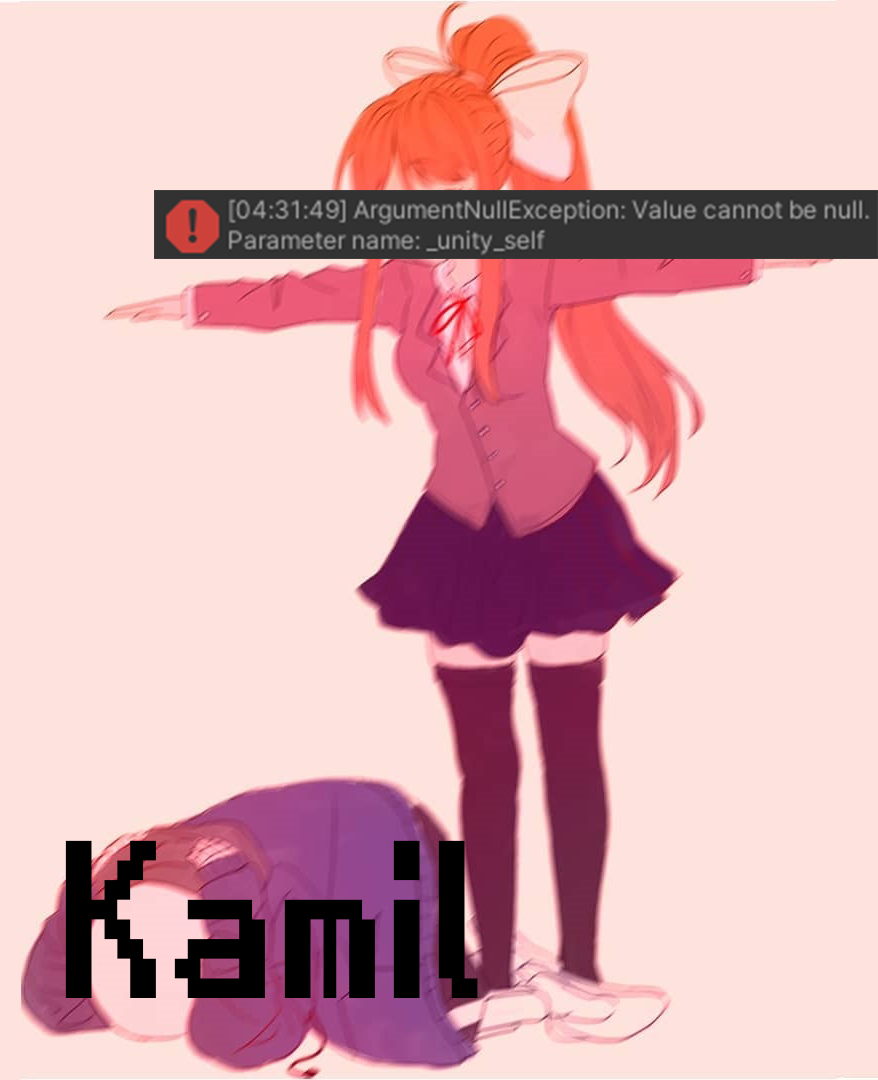 [04:31:49] ArgumentNullException: Value cannot be null.
Parameter name: _unity_self
Kamil